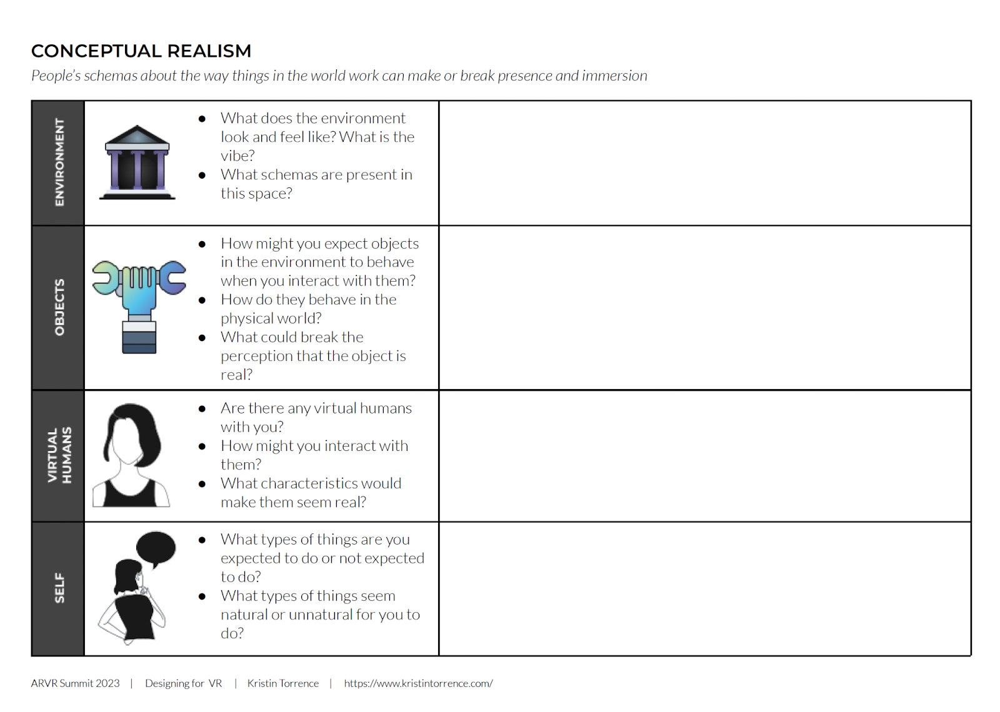 CONCEPTUAL REALISM
People's schemas about the way things in the world work can make or break presence and immersion
ENVIRONMENT
● What does the environment
look and feel like? What is the
vibe?
● What schemas are present in
this space?
OBJECTS
● How might you expect objects
in the environment to behave
when you interact with them?
● How do they behave in the
physical world?
● What could break the
perception that the object is
real?
VIRTUAL
HUMANS
● Are there any virtual humans
with you?
● How might you interact with
them?
● What characteristics would
make them seem real?
SELF
● What types of things are you
expected to do or not expected
to do?
● What types of things seem
natural or unnatural for you to
do?
ARVR Summit 2023 | Designing for VR | Kristin Torrence | https://www.kristintorrence.com/